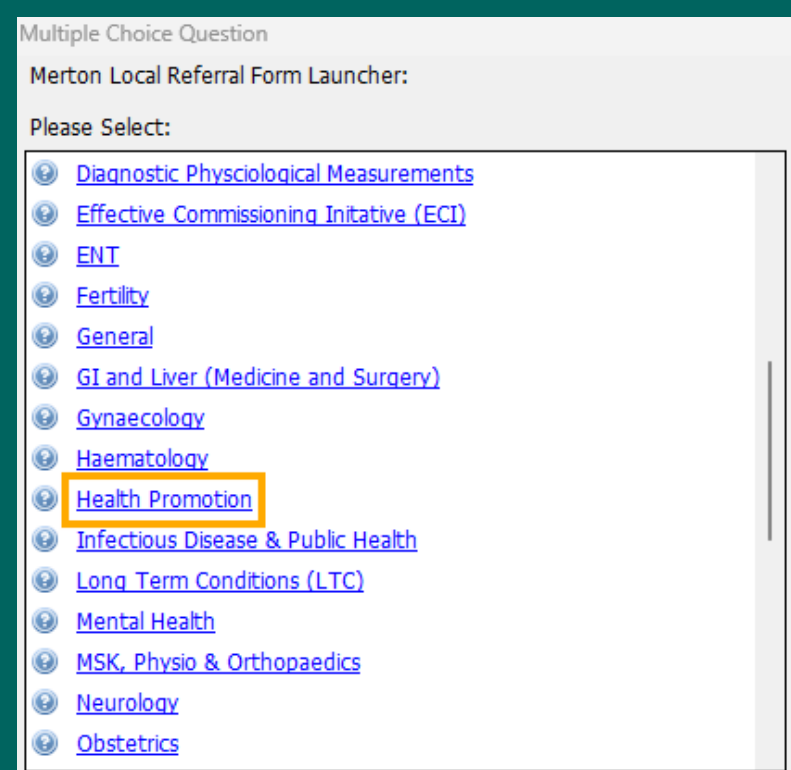 Multiple Choice Question
Merton Local Referral Form Launcher:
Please Select:
Diagnostic Physciological Measurements
Effective Commissioning Initative (ECI)
ENT
Fertility
General
GI and Liver (Medicine and Surgery)
Gynaecology
Haematology
Health Promotion
Infectious Disease & Public Health
Long Term Conditions (LTC)
Mental Health
MSK, Physio & Orthopaedics
Neurology
Obstetrics